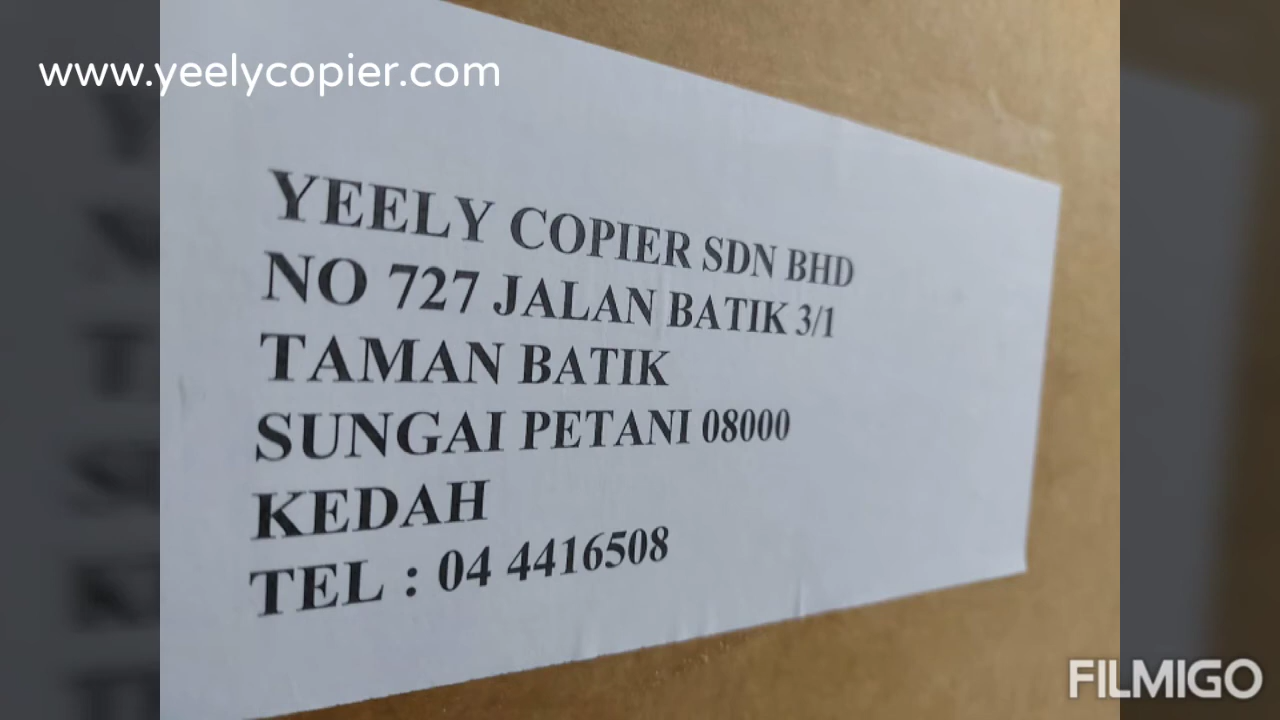 www.yeelycopier.com
YEELY COPIER SDN BHD
NO 727 JALAN BATIK 3/1
TAMAN BATIK
SUNGAI PETANI 08000
KEDAH
TEL : 04 4416508
FILMIGO